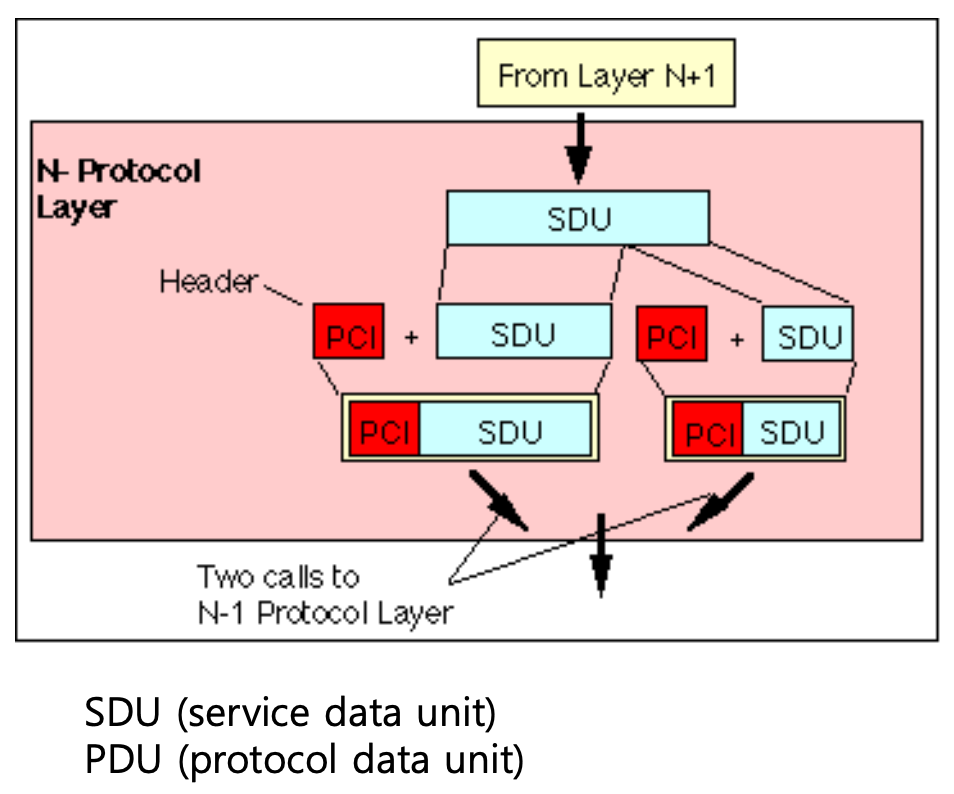 From Layer N+1
N- Protocol
Layer
SDU
Header
PCI + SDU PCI + SDU
PCI SDU PCI SDU
Two calls to
N-1 Protocol Layer
SDU (service data unit)
PDU (protocol data unit)